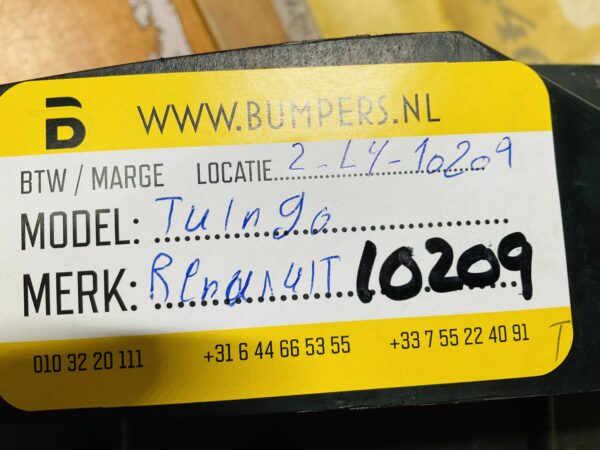 WWW.BUMPERS.NL
BTW / MARGE LOCATIE 2-L4-10209
MODEL: Tuingo
MERK: Renault 10209
010 32 20 111 +31 6 44 66 53 55 +33 7 55 22 40 91 T